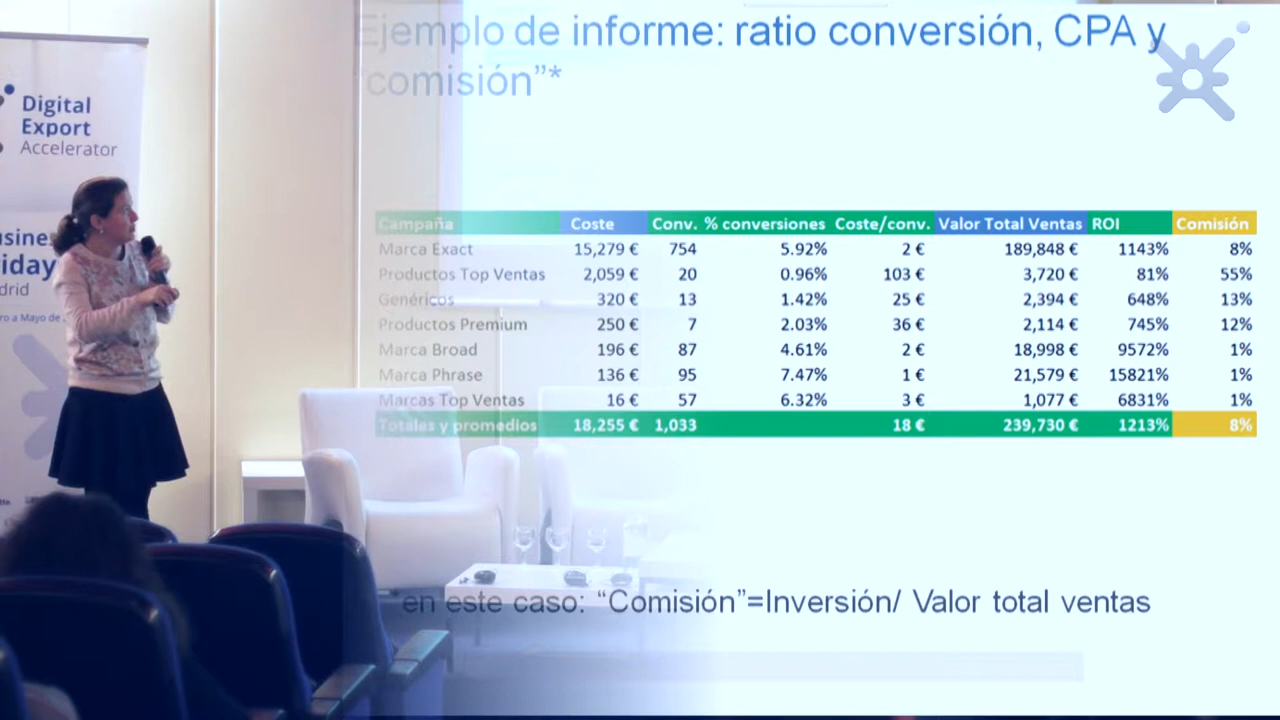 Ejemplo de informe: ratio conversión, CPA y
“comisión”*
Digital
Export
Accelerator
Campaña Coste Conv. % conversiones Coste/conv. Valor Total Ventas ROI Comisión
Marca Exact 15,279 € 754 5.92% 2 € 189,848 € 1143% 8%
Productos Top Ventas 2,059 € 20 0.96% 103 € 3,720 € 81% 55%
Genéricos 320 € 13 1.42% 25 € 2,394 € 648% 13%
Productos Premium 250 € 7 2.03% 36 € 2,114 € 745% 12%
Marca Broad 196 € 87 4.61% 2 € 18,998 € 9572% 1%
Marca Phrase 136 € 95 7.47% 1 € 21,579 € 15821% 1%
Marcas Top Ventas 16 € 57 6.32% 3 € 1,077 € 6831% 1%
Totales y promedios 18,255 € 1,033 18 € 239,730 € 1213% 8%
usine
riday
drid
ro a Mayo de
en este caso: “Comisión”=Inversión/ Valor total ventas